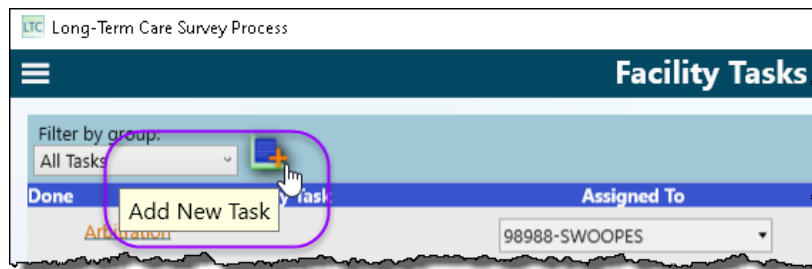 LTC Long-Term Care Survey Process
Facility Tasks
Filter by group:
All Tasks
Done Task Assigned To
Add New Task
Arbitration 98988-SWOOPES